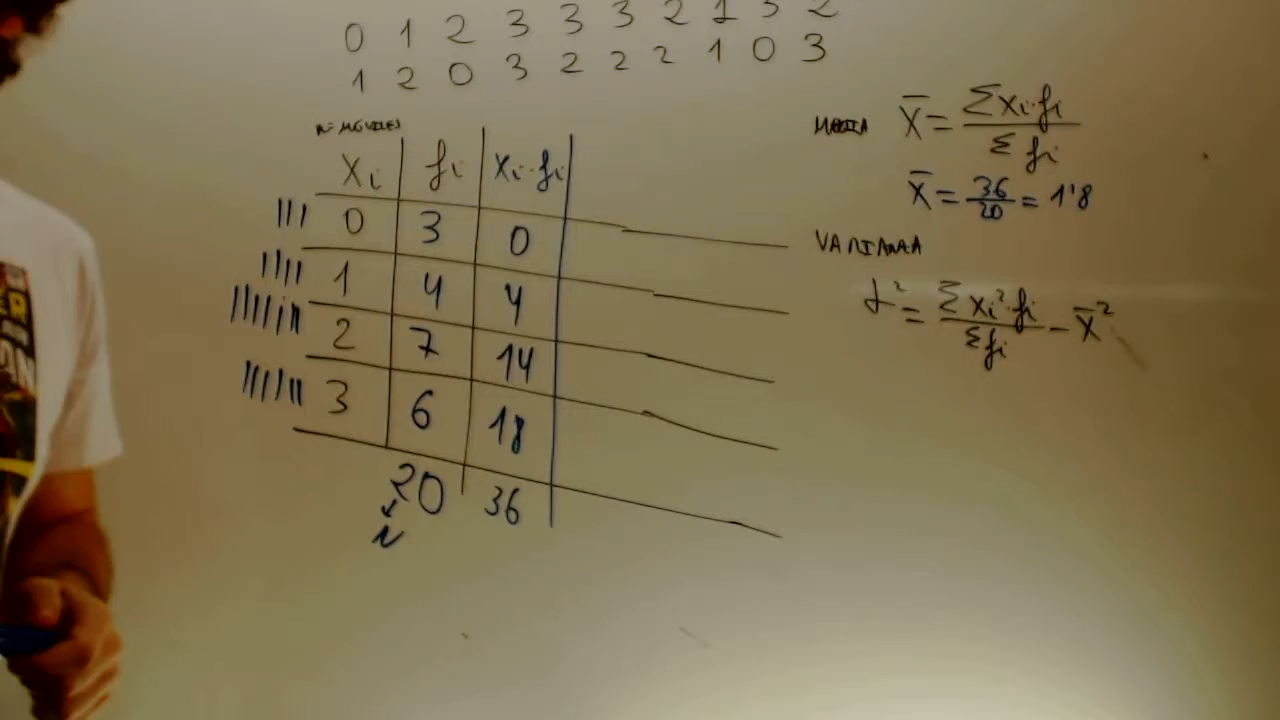 0 1 2 3 3 3 2 1 3 2
1 2 0 3 2 2 2 1 0 3
Nº MÓVILES
xi fi xi·fi
0 3 0
1 4 4
2 7 14
3 6 18
20 36
N
MEDIA x̄ = Σxi·fi / Σfi
x̄ = 36/20 = 1'8
VARIANZA
σ² = Σxi²·fi / Σfi − x̄²